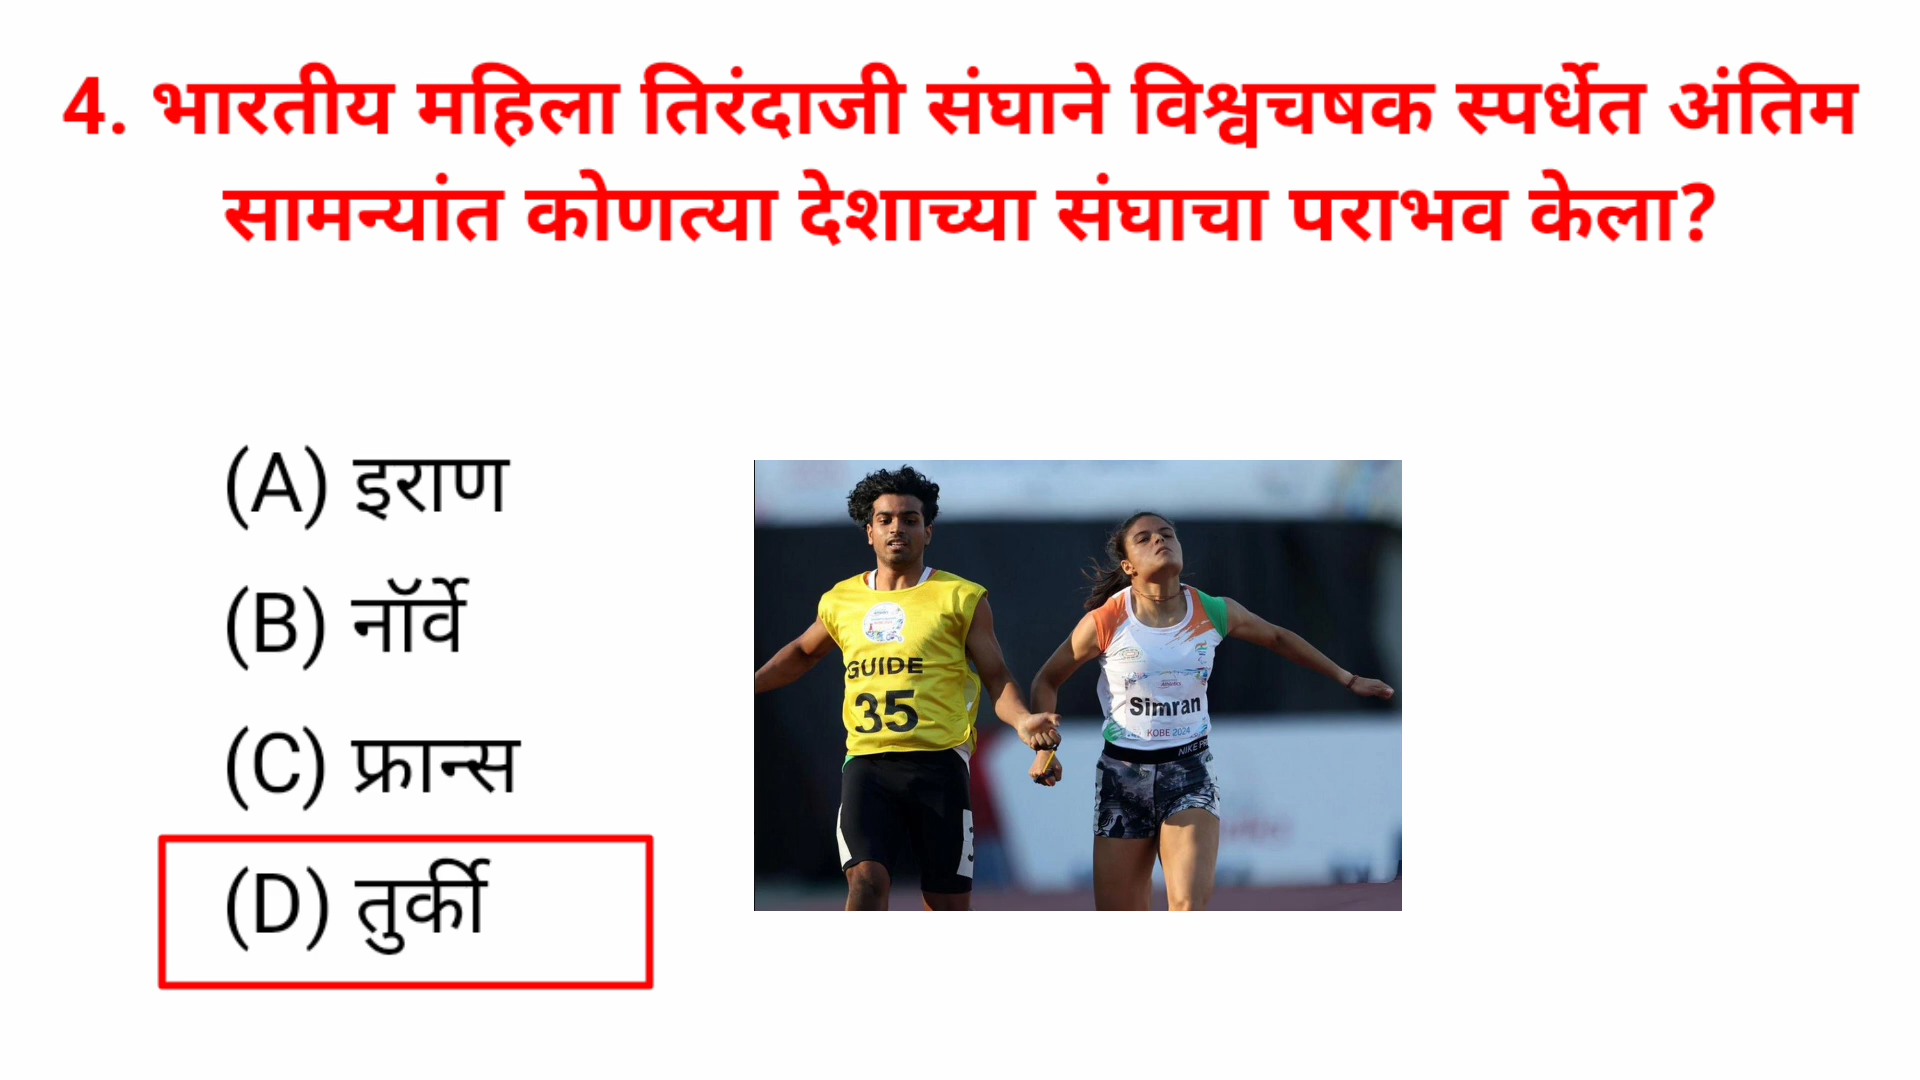 4. भारतीय महिला तिरंदाजी संघाने विश्वचषक स्पर्धेत अंतिम
सामन्यांत कोणत्या देशाच्या संघाचा पराभव केला?
(A) इराण
(B) नॉर्वे
(C) फ्रान्स
(D) तुर्की
GUIDE
35
Simran
KOBE 2024
NIKE